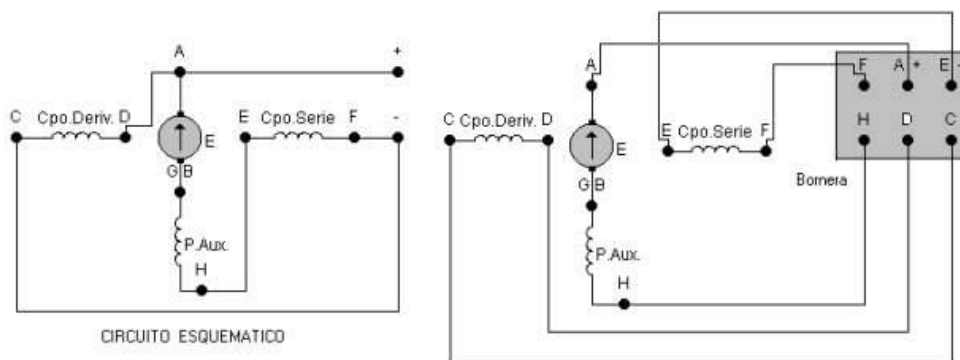 A
+
C Cpo.Deriv. D
E Cpo.Serie F -
E
G B
P.Aux.
H
CIRCUITO ESQUEMATICO
A
F A + E -
C Cpo.Deriv. D
E Cpo.Serie F
H D C
E
G B
Bornera
P.Aux.
H